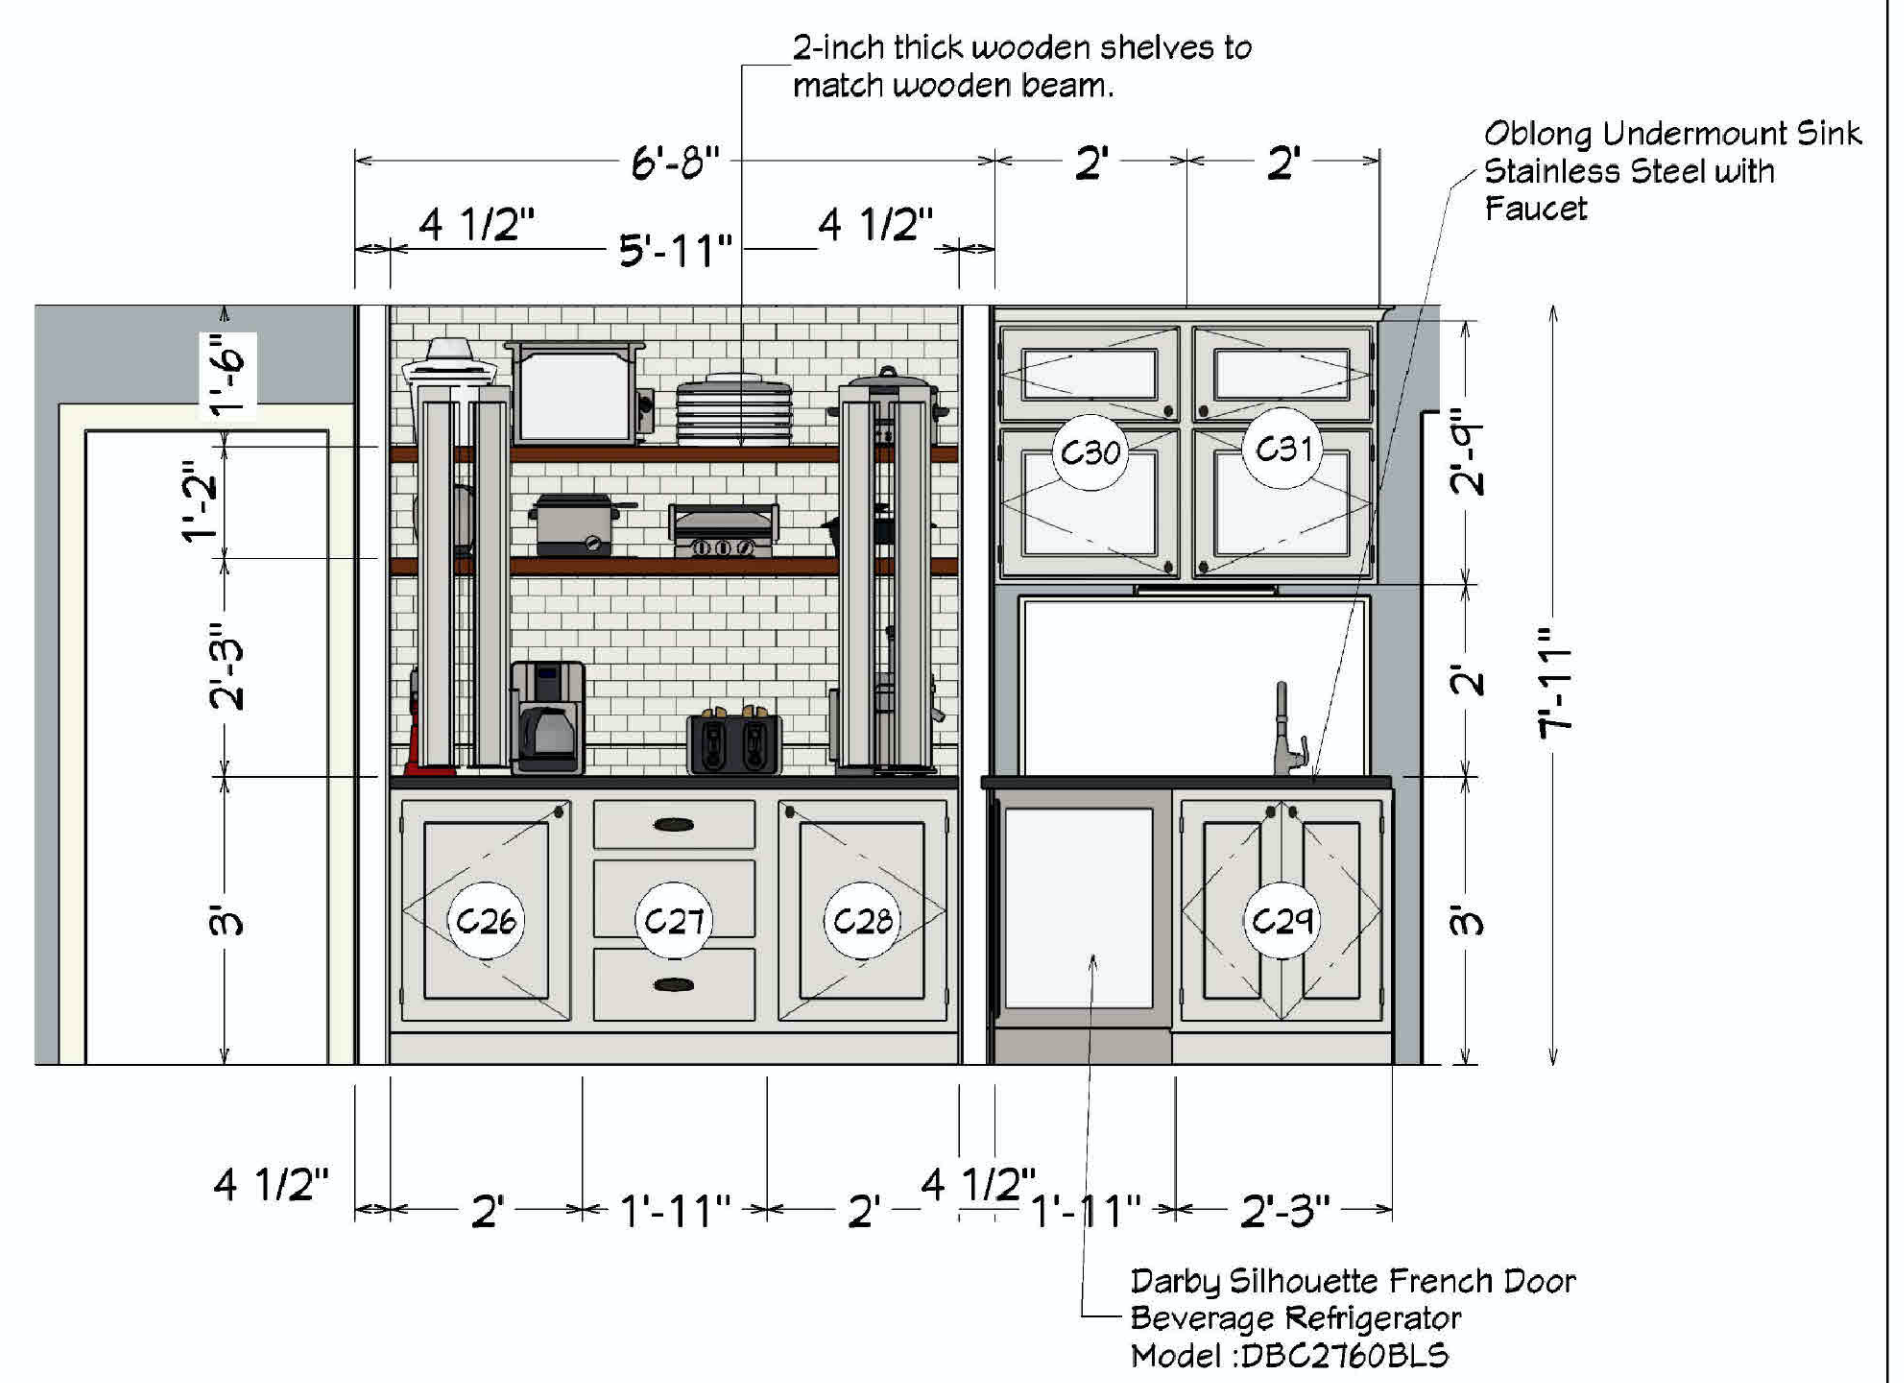 2-inch thick wooden shelves to
match wooden beam.
Oblong Undermount Sink
Stainless Steel with
Faucet
6'-8"
2'
2'
4 1/2"
5'-11"
4 1/2"
1'-6"
1'-2"
2'-3"
3'
C30
C31
2'-9"
2'
7'-11"
3'
C26
C27
C28
C29
4 1/2"
2'
1'-11"
2'
4 1/2"
1'-11"
2'-3"
Darby Silhouette French Door
Beverage Refrigerator
Model :DBC2760BLS